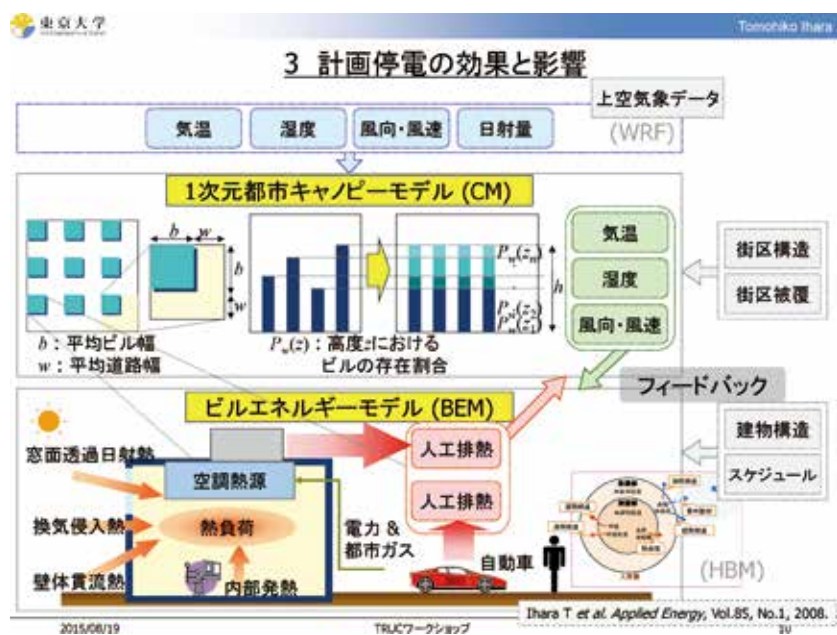 東京大学
Tomohiko Ihara
3 計画停電の効果と影響
上空気象データ
(WRF)
気温
湿度
風向・風速
日射量
1次元都市キャノピーモデル (CM)
b
w
b
w
b：平均ビル幅
w：平均道路幅
Pw(zn)
h
Pw(z2)
Pw(z1)
Pw(z)：高度zにおける
ビルの存在割合
気温
湿度
風向・風速
街区構造
街区被覆
フィードバック
ビルエネルギーモデル (BEM)
建物構造
スケジュール
窓面透過日射熱
換気侵入熱
壁体貫流熱
空調熱源
熱負荷
内部発熱
電力 &
都市ガス
人工排熱
人工排熱
自動車
(HBM)
Ihara T et al. Applied Energy, Vol.85, No.1, 2008.
2015/08/19
TRUCワークショップ
10